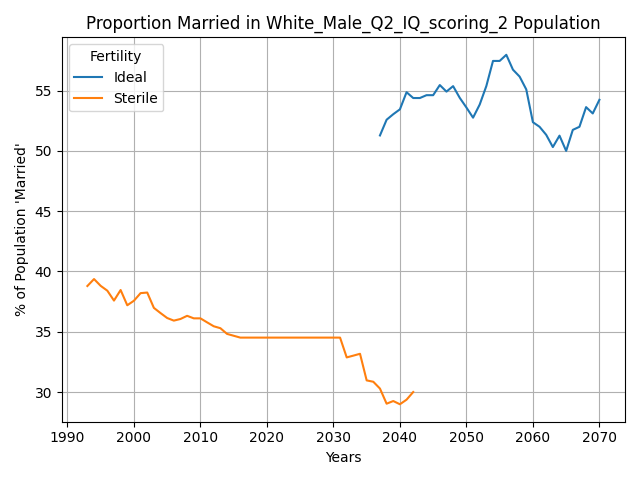 Proportion Married in White_Male_Q2_IQ_scoring_2 Population
Fertility
Ideal
Sterile
% of Population 'Married'
55
50
45
40
35
30
1990 2000 2010 2020 2030 2040 2050 2060 2070
Years